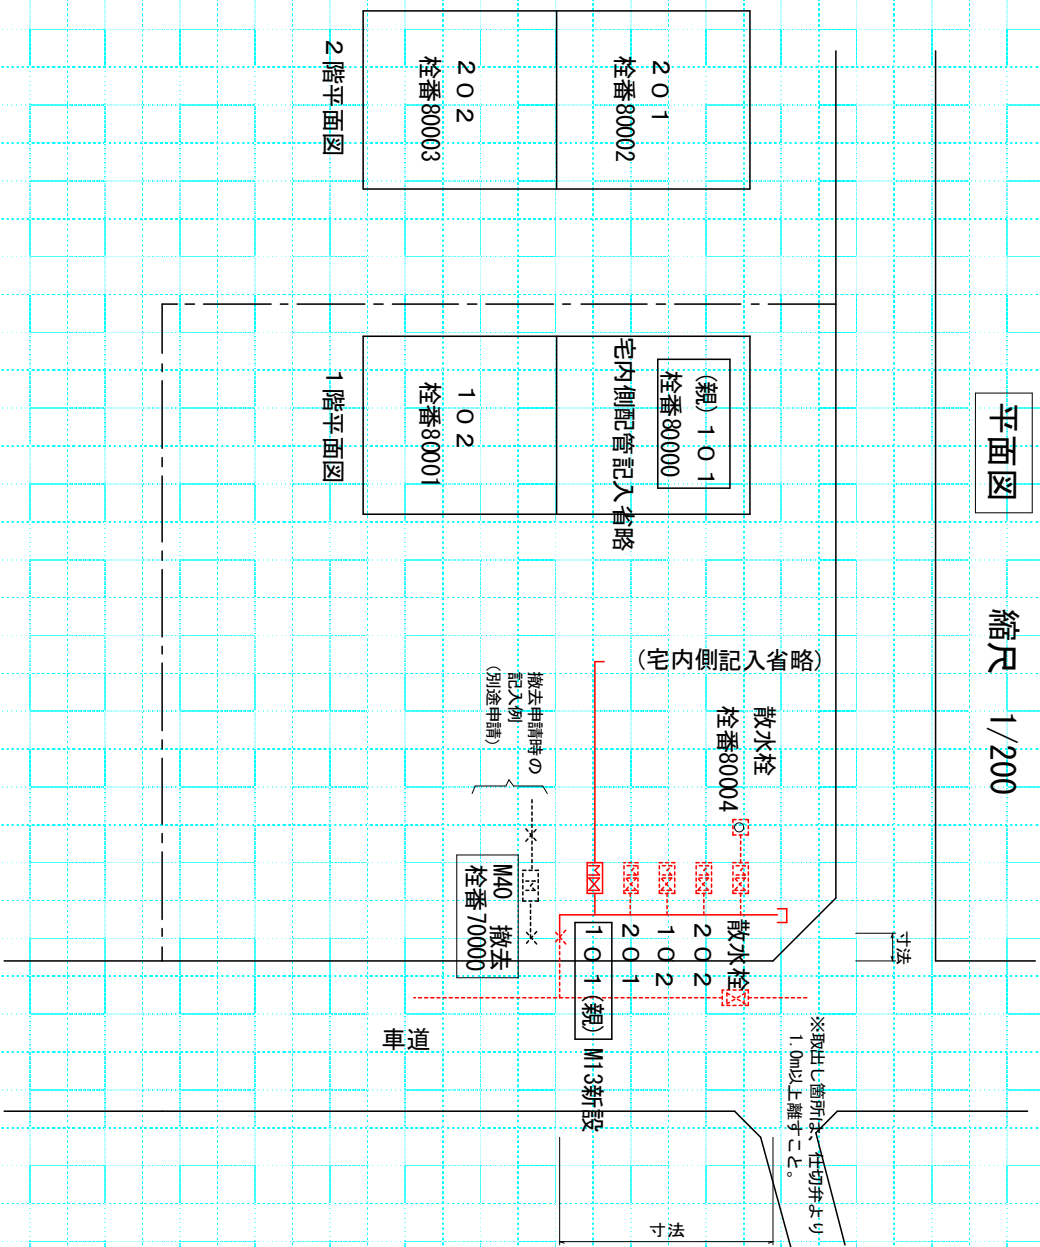 平面図
縮尺 1/200
201
栓番80002
202
栓番80003
2階平面図
(親)101
栓番80000
宅内側配管記入省略
102
栓番80001
1階平面図
(宅内側記入省略)
散水栓
栓番80004
撤去申請時の
記入例
(別途申請)
M40 撤去
栓番70000
散水栓
202
102
201
101(親) M13新設
寸法
※取出し箇所は、仕切弁より
1.0m以上離すこと。
車道
寸法